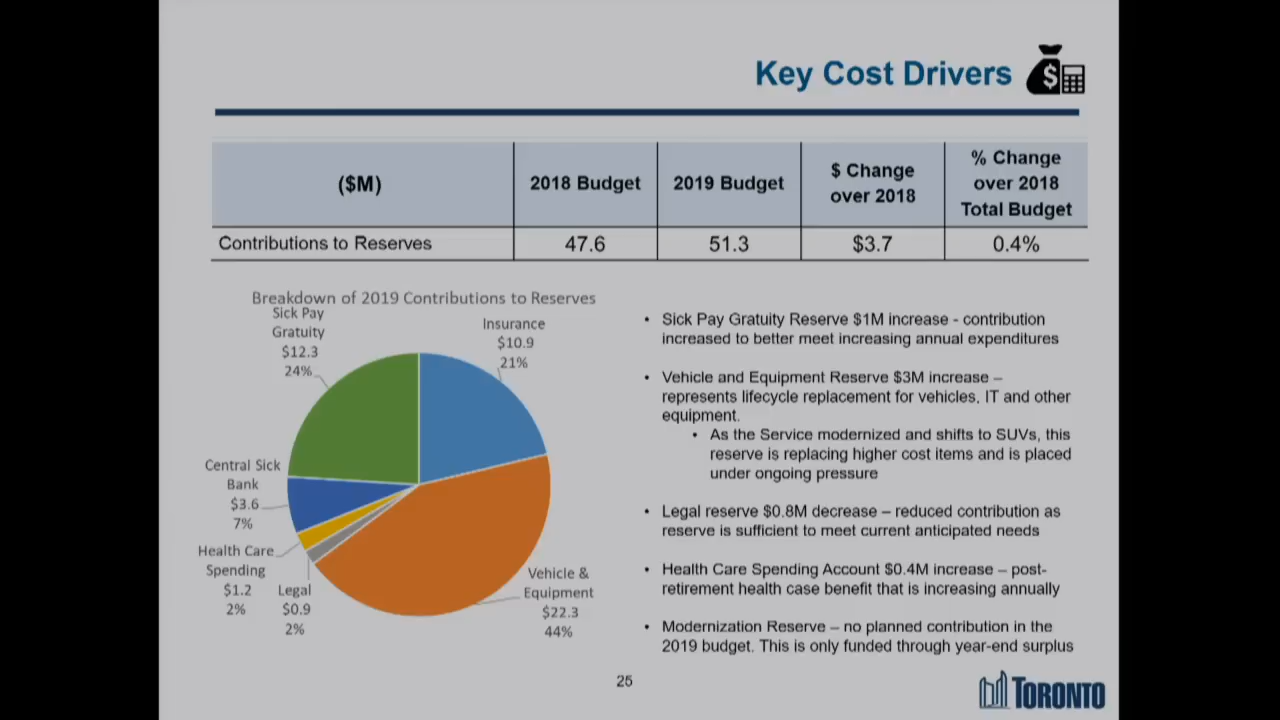 Key Cost Drivers
$
($M)
2018 Budget
2019 Budget
$ Change
over 2018
% Change
over 2018
Total Budget
Contributions to Reserves
47.6
51.3
$3.7
0.4%
Breakdown of 2019 Contributions to Reserves
Sick Pay
Gratuity
$12.3
24%
Insurance
$10.9
21%
Central Sick
Bank
$3.6
7%
Health Care
Spending
$1.2
2%
Legal
$0.9
2%
Vehicle &
Equipment
$22.3
44%
• Sick Pay Gratuity Reserve $1M increase - contribution
increased to better meet increasing annual expenditures
• Vehicle and Equipment Reserve $3M increase –
represents lifecycle replacement for vehicles, IT and other
equipment.
• As the Service modernized and shifts to SUVs, this
reserve is replacing higher cost items and is placed
under ongoing pressure
• Legal reserve $0.8M decrease – reduced contribution as
reserve is sufficient to meet current anticipated needs
• Health Care Spending Account $0.4M increase – post-
retirement health case benefit that is increasing annually
• Modernization Reserve – no planned contribution in the
2019 budget. This is only funded through year-end surplus
25
TORONTO